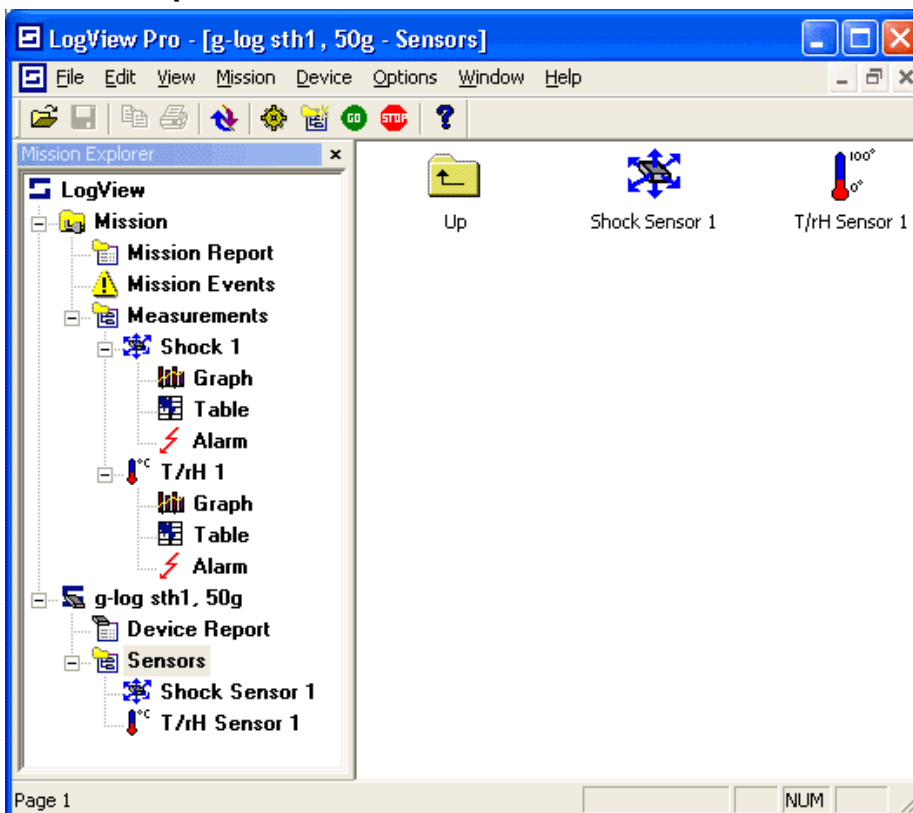 LogView Pro - [g-log sth1, 50g - Sensors]
File Edit View Mission Device Options Window Help
GO STOP ?
Mission Explorer
LogView
Mission
Mission Report
Mission Events
Measurements
Shock 1
Graph
Table
Alarm
°C T/rH 1
Graph
Table
Alarm
g-log sth1, 50g
Device Report
Sensors
Shock Sensor 1
°C T/rH Sensor 1
Up
Shock Sensor 1
100°
0°
T/rH Sensor 1
Page 1
NUM